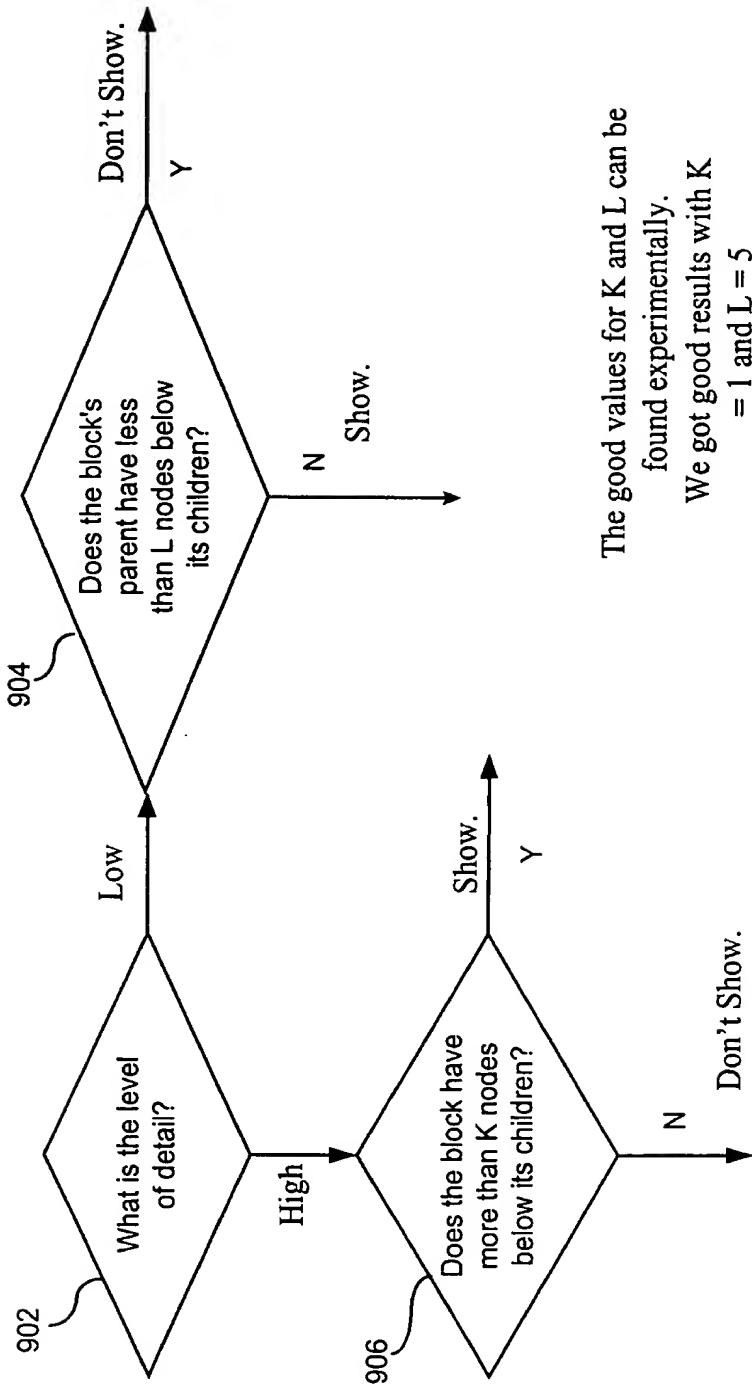 902
What is the level
of detail?
Low
High
904
Does the block's
parent have less
than L nodes below
its children?
Don't Show.
Y
N
Show.
906
Does the block have
more than K nodes
below its children?
Show.
Y
N
Don't Show.
The good values for K and L can be
found experimentally.
We got good results with K
= 1 and L = 5